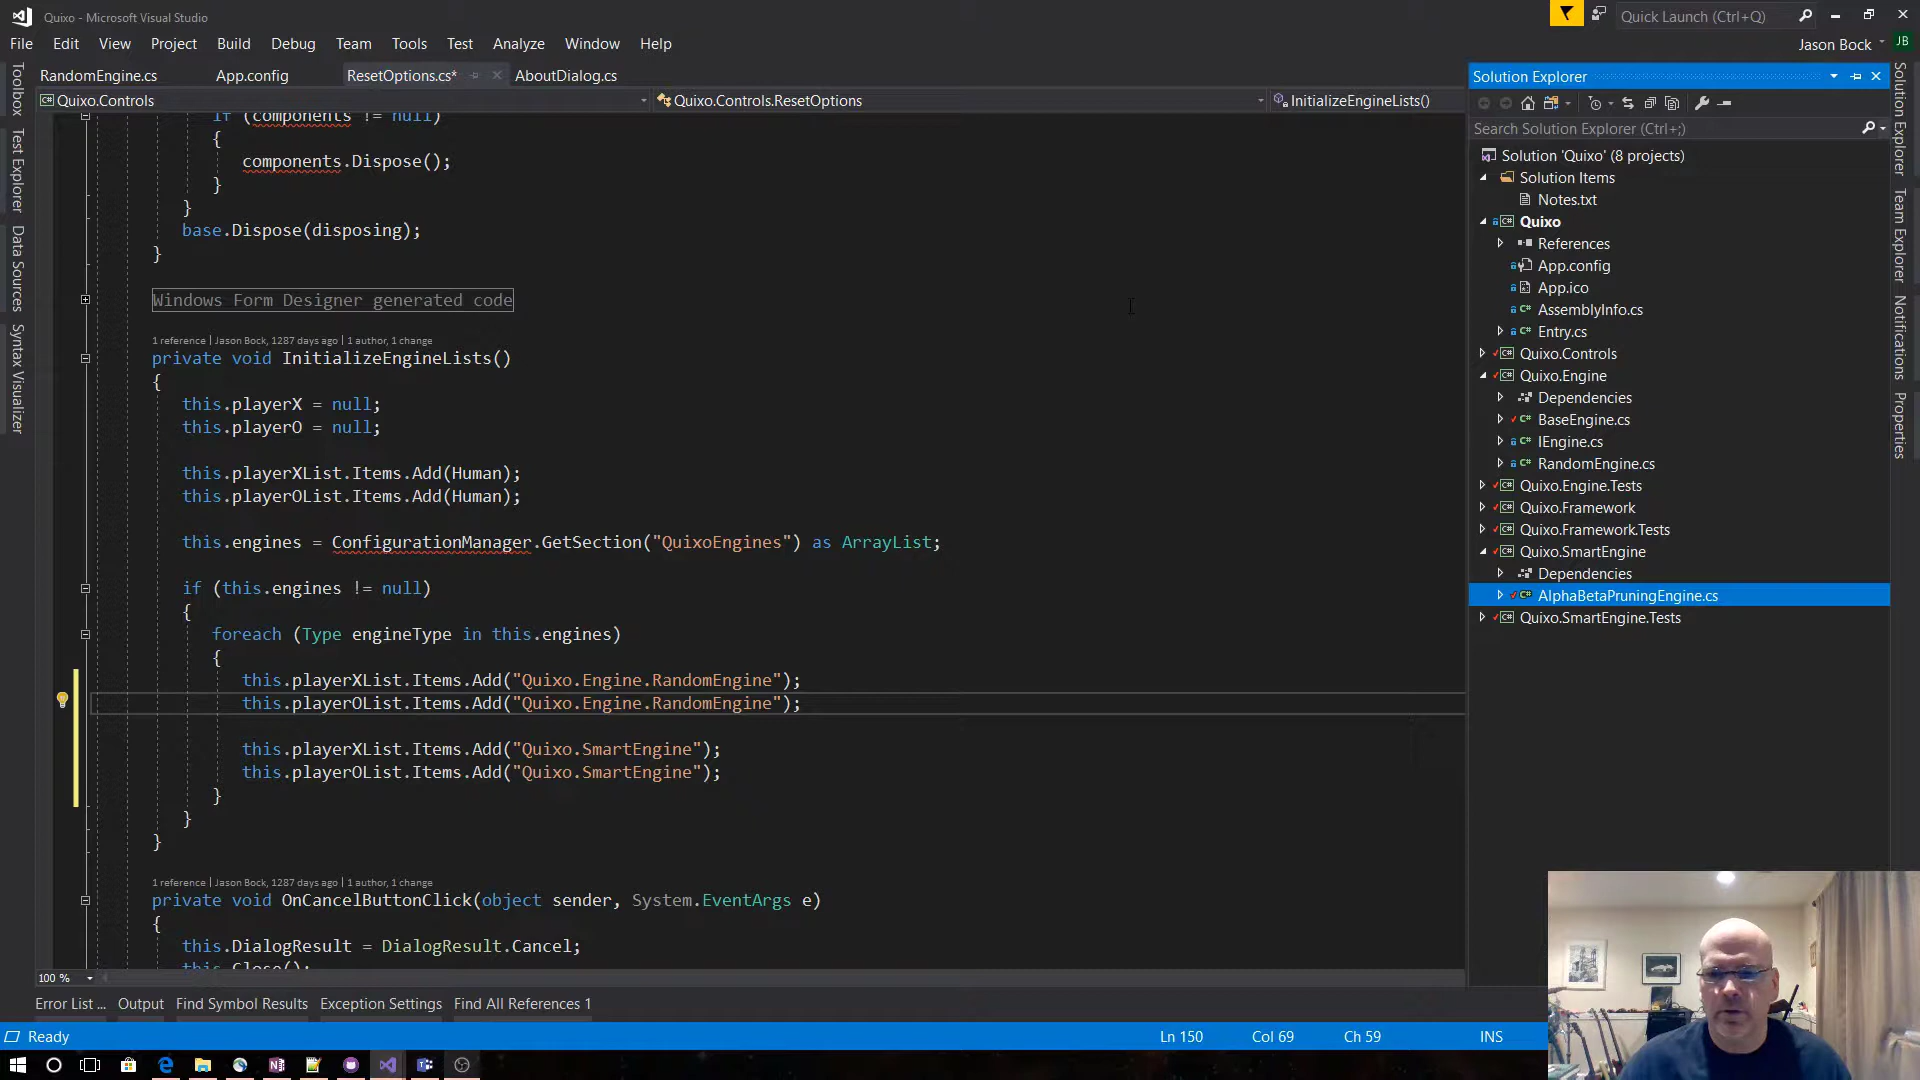 Quixo - Microsoft Visual Studio
Quick Launch (Ctrl+Q)
File Edit View Project Build Debug Team Tools Test Analyze Window Help
Jason Bock JB
RandomEngine.cs App.config ResetOptions.cs* AboutDialog.cs
Quixo.Controls Quixo.Controls.ResetOptions InitializeEngineLists()
if (components != null)
{
components.Dispose();
}
}
base.Dispose(disposing);
}
Windows Form Designer generated code
1 reference | Jason Bock, 1287 days ago | 1 author, 1 change
private void InitializeEngineLists()
{
this.playerX = null;
this.playerO = null;
this.playerXList.Items.Add(Human);
this.playerOList.Items.Add(Human);
this.engines = ConfigurationManager.GetSection("QuixoEngines") as ArrayList;
if (this.engines != null)
{
foreach (Type engineType in this.engines)
{
this.playerXList.Items.Add("Quixo.Engine.RandomEngine");
this.playerOList.Items.Add("Quixo.Engine.RandomEngine");
this.playerXList.Items.Add("Quixo.SmartEngine");
this.playerOList.Items.Add("Quixo.SmartEngine");
}
}
}
1 reference | Jason Bock, 1287 days ago | 1 author, 1 change
private void OnCancelButtonClick(object sender, System.EventArgs e)
{
this.DialogResult = DialogResult.Cancel;
this.Close();
100 %
Error List ... Output Find Symbol Results Exception Settings Find All References 1
Ready
Ln 150 Col 69 Ch 59 INS
Toolbox
Test Explorer
Data Sources
Syntax Visualizer
Solution Explorer
Search Solution Explorer (Ctrl+;)
Solution 'Quixo' (8 projects)
Solution Items
Notes.txt
Quixo
References
App.config
App.ico
AssemblyInfo.cs
Entry.cs
Quixo.Controls
Quixo.Engine
Dependencies
BaseEngine.cs
IEngine.cs
RandomEngine.cs
Quixo.Engine.Tests
Quixo.Framework
Quixo.Framework.Tests
Quixo.SmartEngine
Dependencies
AlphaBetaPruningEngine.cs
Quixo.SmartEngine.Tests
Solution Explorer
Team Explorer
Notifications
Properties